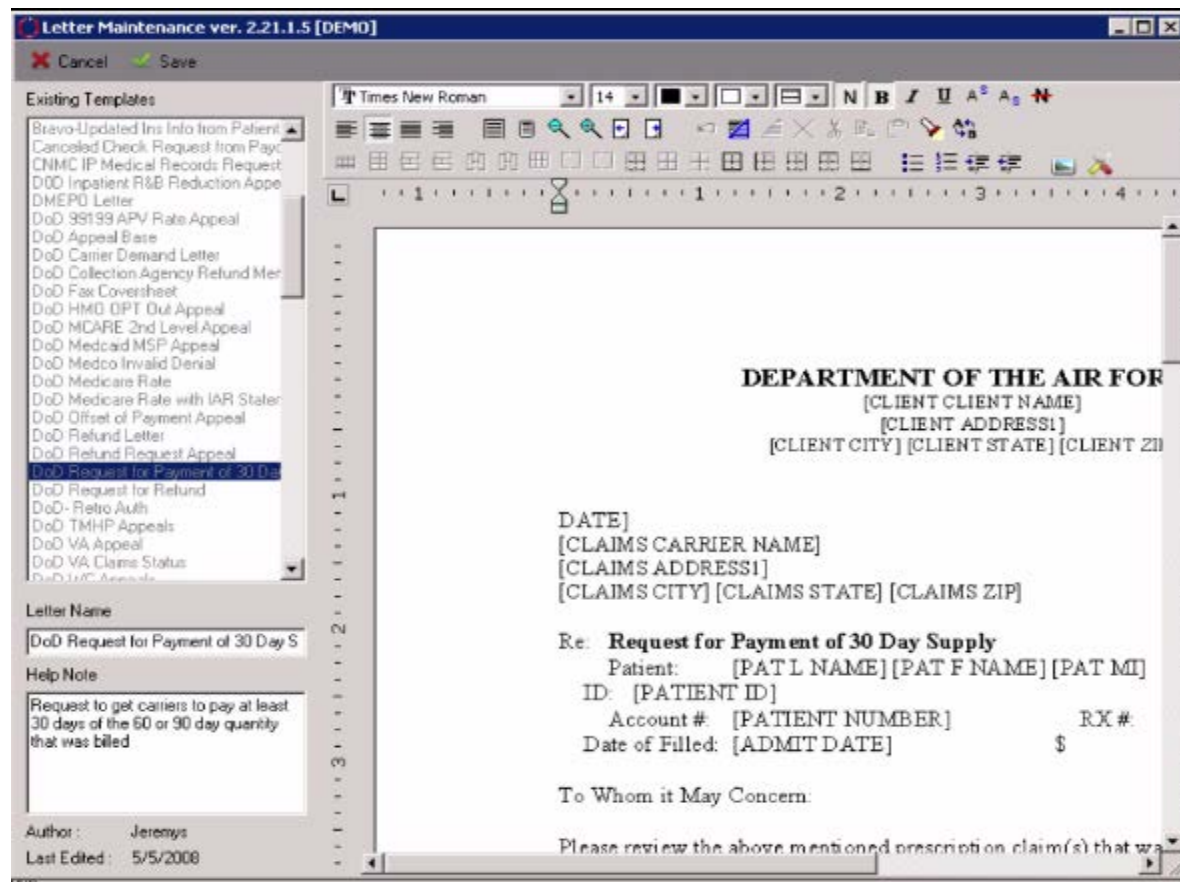 Letter Maintenance ver. 2.21.1.5 [DEMO]
Cancel Save
Existing Templates
Bravo-Updated Ins Info from Patient
Canceled Check Request from Payc
CNMC IP Medical Records Request
D0D Inpatient R&B Reduction Appe
DMEPO Letter
DoD 99199 APV Rate Appeal
DoD Appeal Base
DoD Carrier Demand Letter
DoD Collection Agency Refund Mer
DoD Fax Coversheet
DoD HMO OPT Out Appeal
DoD MCARE 2nd Level Appeal
DoD Medcaid MSP Appeal
DoD Medco Invalid Denial
DoD Medicare Rate
DoD Medicare Rate with IAR Stater
DoD Offset of Payment Appeal
DoD Refund Letter
DoD Refund Request Appeal
DoD Request for Payment of 30 Da
DoD Request for Refund
DoD- Retro Auth
DoD TMHP Appeals
DoD VA Appeal
DoD VA Claims Status
Letter Name
DoD Request for Payment of 30 Day S
Help Note
Request to get carriers to pay at least
30 days of the 60 or 90 day quantity
that was billed
Author : Jeremys
Last Edited : 5/5/2008
Times New Roman 14 N B I U A S A S N
1 1 2 3 4
1
2
3
DEPARTMENT OF THE AIR FOR
[CLIENT CLIENT NAME]
[CLIENT ADDRESS1]
[CLIENT CITY] [CLIENT STATE] [CLIENT ZI
DATE]
[CLAIMS CARRIER NAME]
[CLAIMS ADDRESS1]
[CLAIMS CITY] [CLAIMS STATE] [CLAIMS ZIP]
Re: Request for Payment of 30 Day Supply
Patient: [PAT L NAME] [PAT F NAME] [PAT MI]
ID: [PATIENT ID]
Account #: [PATIENT NUMBER] RX #:
Date of Filled: [ADMIT DATE] $
To Whom it May Concern:
Please review the above mentioned prescription claim(s) that wa